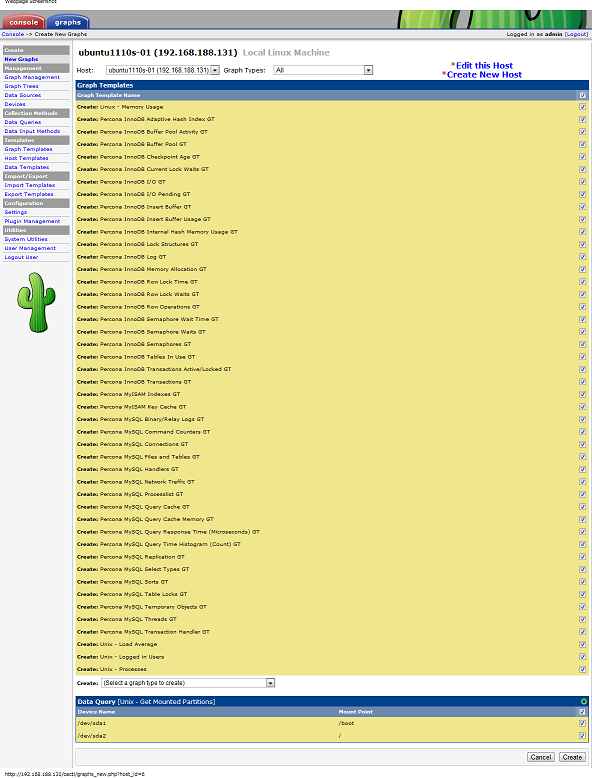 Webpage Screenshot
console graphs
Console -> Create New Graphs Logged in as admin (Logout)
Create
New Graphs
Management
Graph Management
Graph Trees
Data Sources
Devices
Collection Methods
Data Queries
Data Input Methods
Templates
Graph Templates
Host Templates
Data Templates
Import/Export
Import Templates
Export Templates
Configuration
Settings
Plugin Management
Utilities
System Utilities
User Management
Logout User
ubuntu1110s-01 (192.168.188.131) Local Linux Machine
Host: ubuntu1110s-01 (192.168.188.131) Graph Types: All
*Edit this Host
*Create New Host
Graph Templates
Graph Template Name
Create: Linux - Memory Usage
Create: Percona InnoDB Adaptive Hash Index GT
Create: Percona InnoDB Buffer Pool Activity GT
Create: Percona InnoDB Buffer Pool GT
Create: Percona InnoDB Checkpoint Age GT
Create: Percona InnoDB Current Lock Waits GT
Create: Percona InnoDB I/O GT
Create: Percona InnoDB I/O Pending GT
Create: Percona InnoDB Insert Buffer GT
Create: Percona InnoDB Insert Buffer Usage GT
Create: Percona InnoDB Internal Hash Memory Usage GT
Create: Percona InnoDB Lock Structures GT
Create: Percona InnoDB Log GT
Create: Percona InnoDB Memory Allocation GT
Create: Percona InnoDB Row Lock Time GT
Create: Percona InnoDB Row Lock Waits GT
Create: Percona InnoDB Row Operations GT
Create: Percona InnoDB Semaphore Wait Time GT
Create: Percona InnoDB Semaphore Waits GT
Create: Percona InnoDB Semaphores GT
Create: Percona InnoDB Tables In Use GT
Create: Percona InnoDB Transactions Active/Locked GT
Create: Percona InnoDB Transactions GT
Create: Percona MyISAM Indexes GT
Create: Percona MyISAM Key Cache GT
Create: Percona MySQL Binary/Relay Logs GT
Create: Percona MySQL Command Counters GT
Create: Percona MySQL Connections GT
Create: Percona MySQL Files and Tables GT
Create: Percona MySQL Handlers GT
Create: Percona MySQL Network Traffic GT
Create: Percona MySQL Processlist GT
Create: Percona MySQL Query Cache GT
Create: Percona MySQL Query Cache Memory GT
Create: Percona MySQL Query Response Time (Microseconds) GT
Create: Percona MySQL Query Time Histogram (Count) GT
Create: Percona MySQL Replication GT
Create: Percona MySQL Select Types GT
Create: Percona MySQL Sorts GT
Create: Percona MySQL Table Locks GT
Create: Percona MySQL Temporary Objects GT
Create: Percona MySQL Threads GT
Create: Percona MySQL Transaction Handler GT
Create: Unix - Load Average
Create: Unix - Logged in Users
Create: Unix - Processes
Create: (Select a graph type to create)
Data Query [Unix - Get Mounted Partitions]
Device Name Mount Point
/dev/sda1 /boot
/dev/sda2 /
Cancel Create
http://192.168.188.130/cacti/graphs_new.php?host_id=6